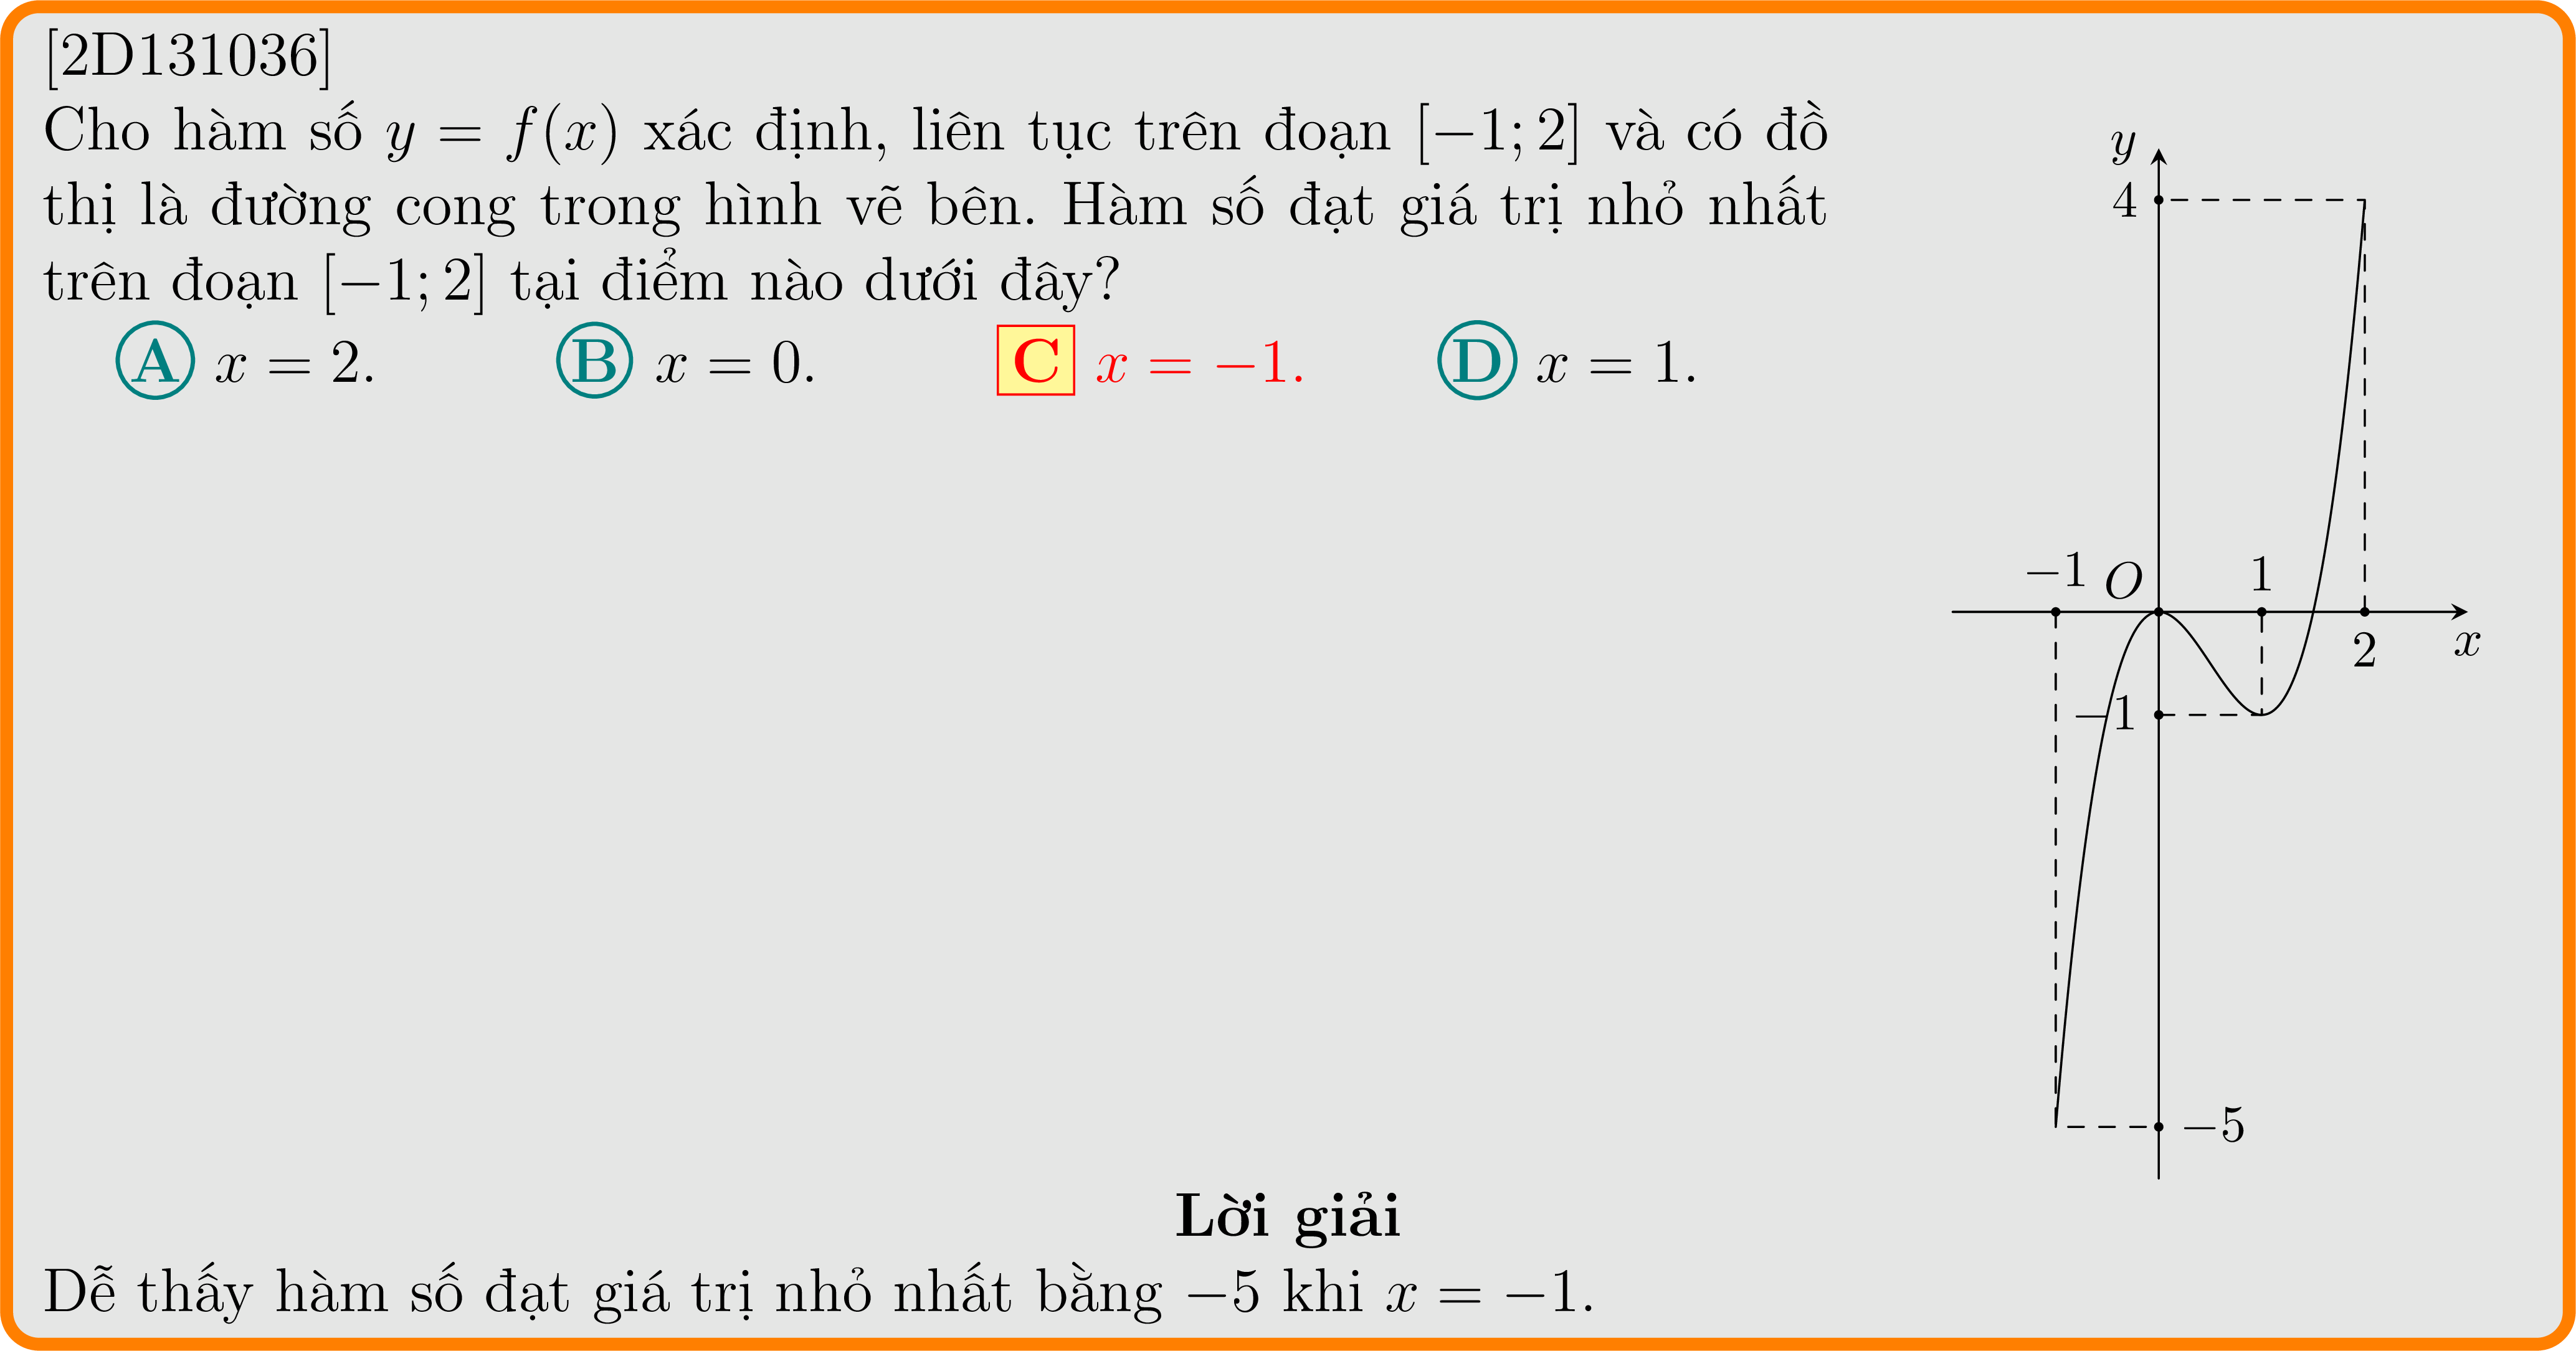 [2D131036]
Cho hàm số y = f(x) xác định, liên tục trên đoạn [−1; 2] và có đồ
thị là đường cong trong hình vẽ bên. Hàm số đạt giá trị nhỏ nhất
trên đoạn [−1; 2] tại điểm nào dưới đây?
A x = 2. B x = 0. C x = −1. D x = 1.
y
4
−1 O 1
2 x
−1
−5
Lời giải
Dễ thấy hàm số đạt giá trị nhỏ nhất bằng −5 khi x = −1.